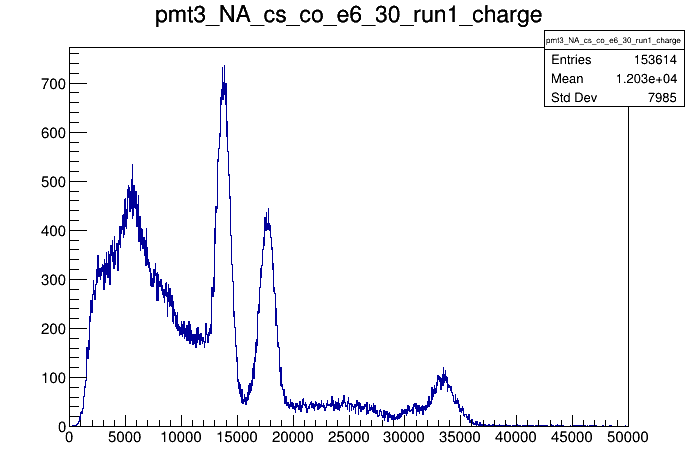 pmt3_NA_cs_co_e6_30_run1_charge
pmt3_NA_cs_co_e6_30_run1_charge
Entries 153614
Mean 1.203e+04
Std Dev 7985
700
600
500
400
300
200
100
0
0 5000 10000 15000 20000 25000 30000 35000 40000 45000 50000